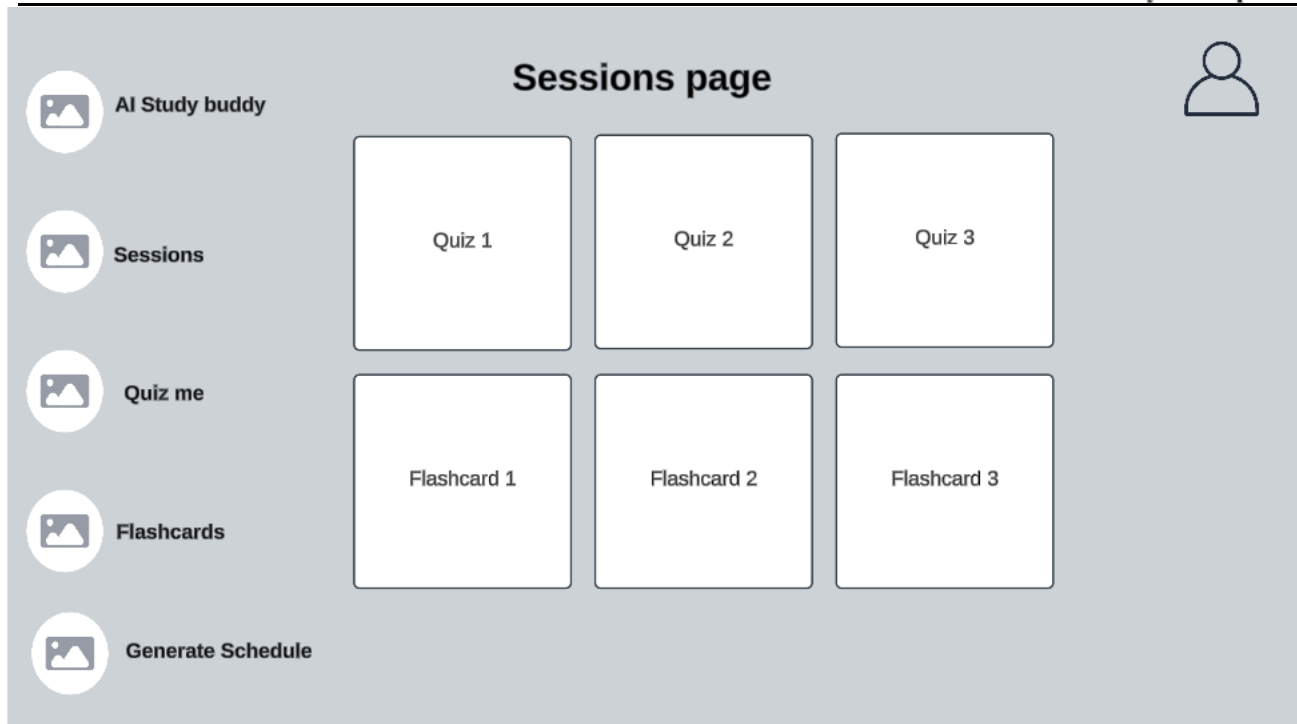 Sessions page
AI Study buddy
Sessions
Quiz me
Flashcards
Generate Schedule
Quiz 1
Quiz 2
Quiz 3
Flashcard 1
Flashcard 2
Flashcard 3